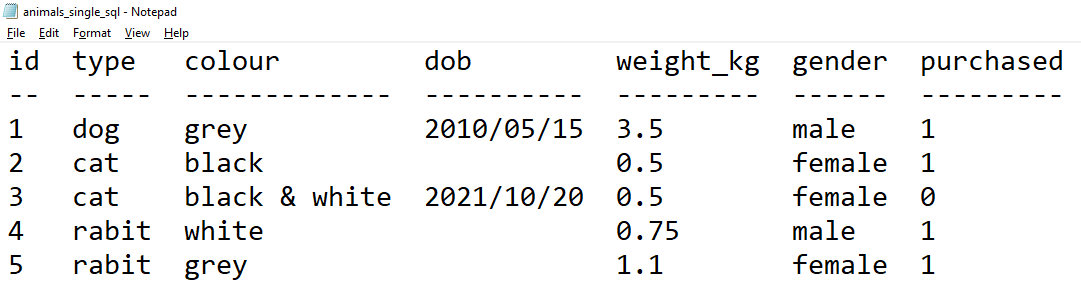 animals_single_sql - Notepad
File Edit Format View Help
id  type   colour         dob         weight_kg  gender  purchased
--  -----  -------------  ----------  ---------  ------  ---------
1   dog    grey           2010/05/15  3.5        male    1
2   cat    black                      0.5        female  1
3   cat    black & white  2021/10/20  0.5        female  0
4   rabit  white                      0.75       male    1
5   rabit  grey                       1.1        female  1